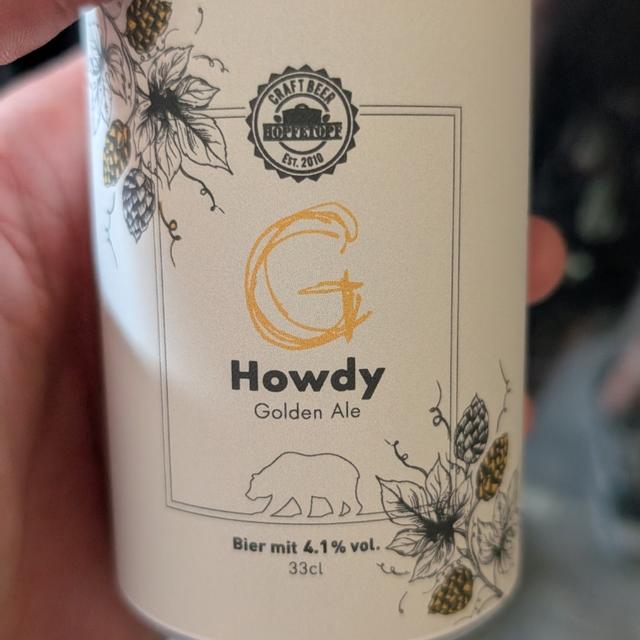 CRAFT BEER
HOPFETOPF
EST. 2010
G
Howdy
Golden Ale
Bier mit 4.1% vol.
33cl